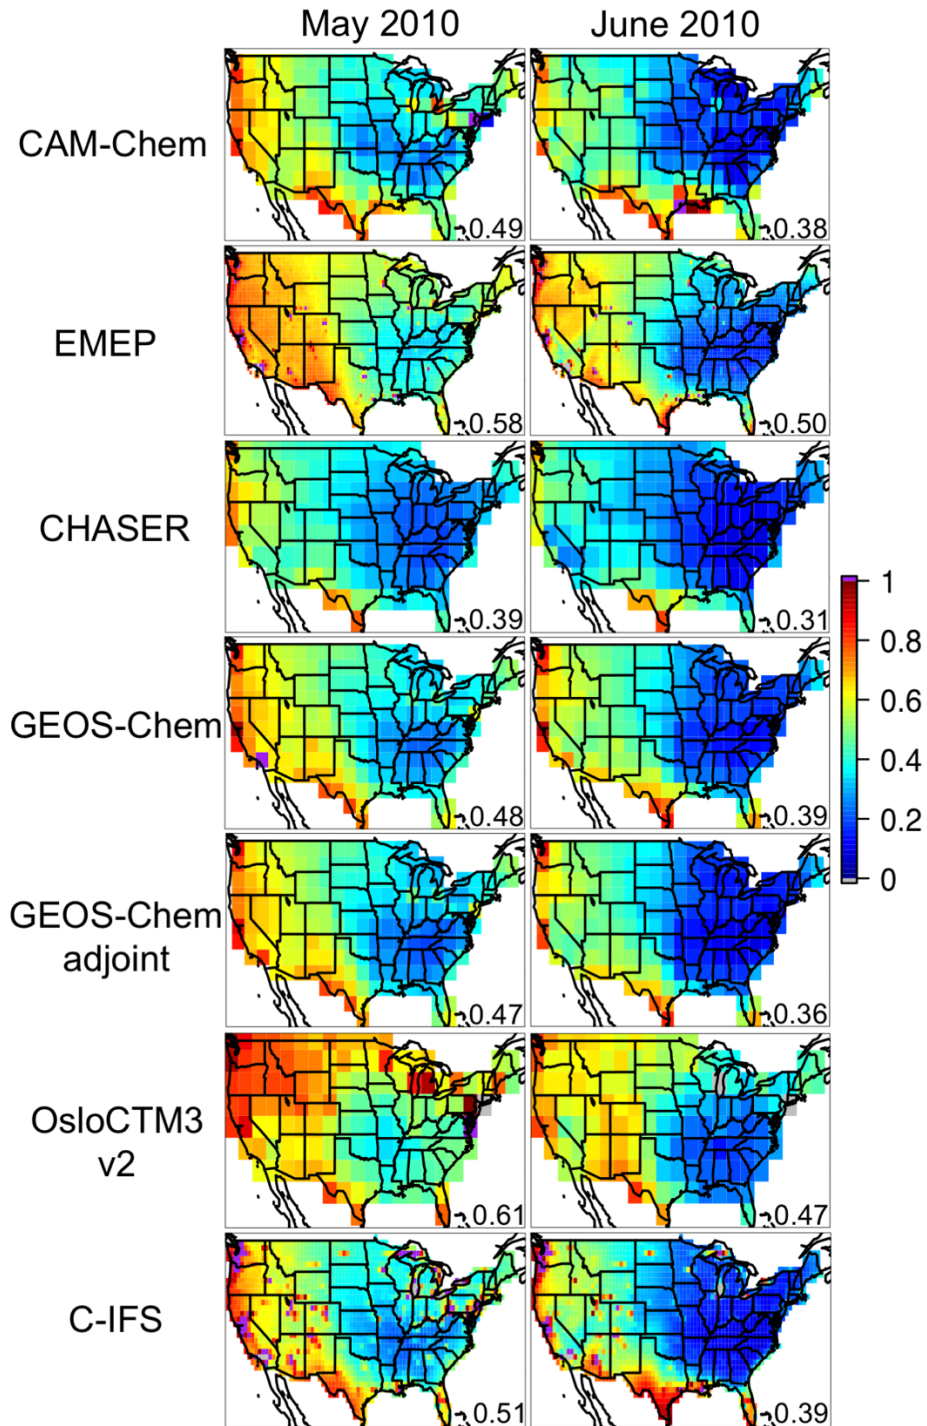 May 2010 June 2010
CAM-Chem
0.49 0.38
EMEP
0.58 0.50
CHASER
0.39 0.31
1
0.8
0.6
0.4
0.2
0
GEOS-Chem
0.48 0.39
GEOS-Chem
adjoint
0.47 0.36
OsloCTM3
v2
0.61 0.47
C-IFS
0.51 0.39